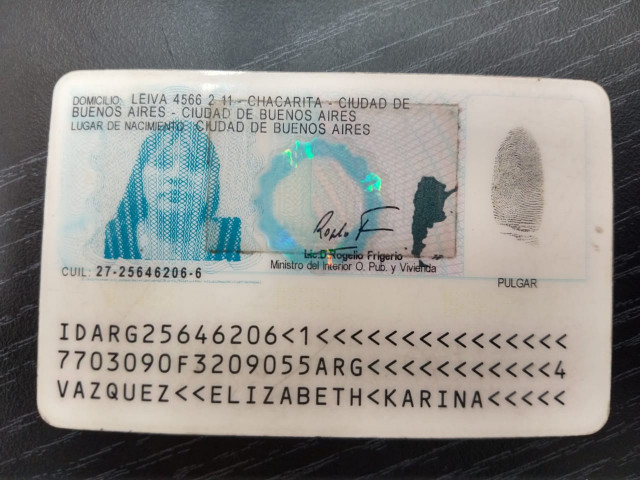 DOMICILIO: LEIVA 4566 2 11 - CHACARITA - CIUDAD DE
BUENOS AIRES - CIUDAD DE BUENOS AIRES
LUGAR DE NACIMIENTO: CIUDAD DE BUENOS AIRES
CUIL: 27-25646206-6
Lic. Rogelio Frigerio
Ministro del Interior O. Pub. y Vivienda
PULGAR
IDARG25646206<1<<<<<<<<<<<<<<<
7703090F3209055ARG<<<<<<<<<<<4
VAZQUEZ<<ELIZABETH<KARINA<<<<<